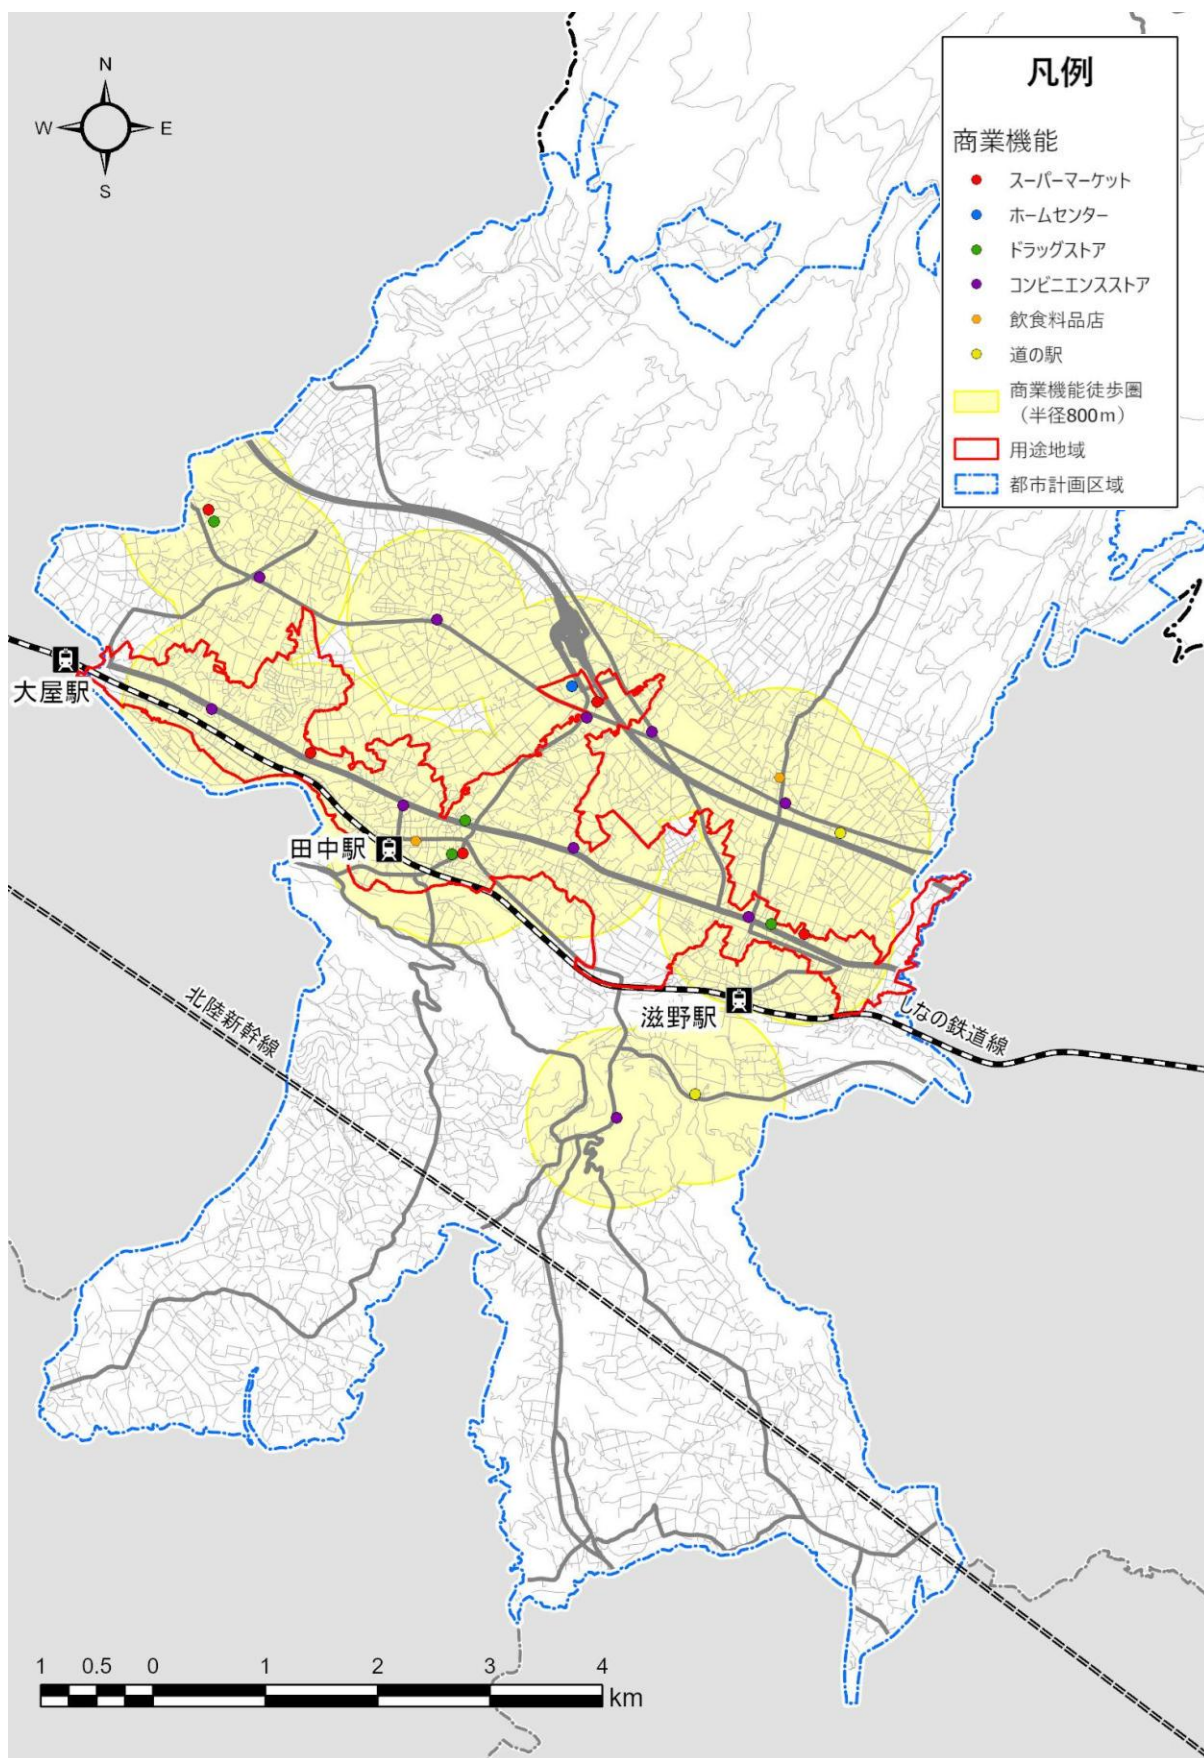 N
W E
S
凡例
商業機能
スーパーマーケット
ホームセンター
ドラッグストア
コンビニエンスストア
飲食料品店
道の駅
商業機能徒歩圏
（半径800ｍ）
用途地域
都市計画区域
大屋駅
田中駅
滋野駅
しなの鉄道線
北陸新幹線
1 0.5 0 1 2 3 4
km